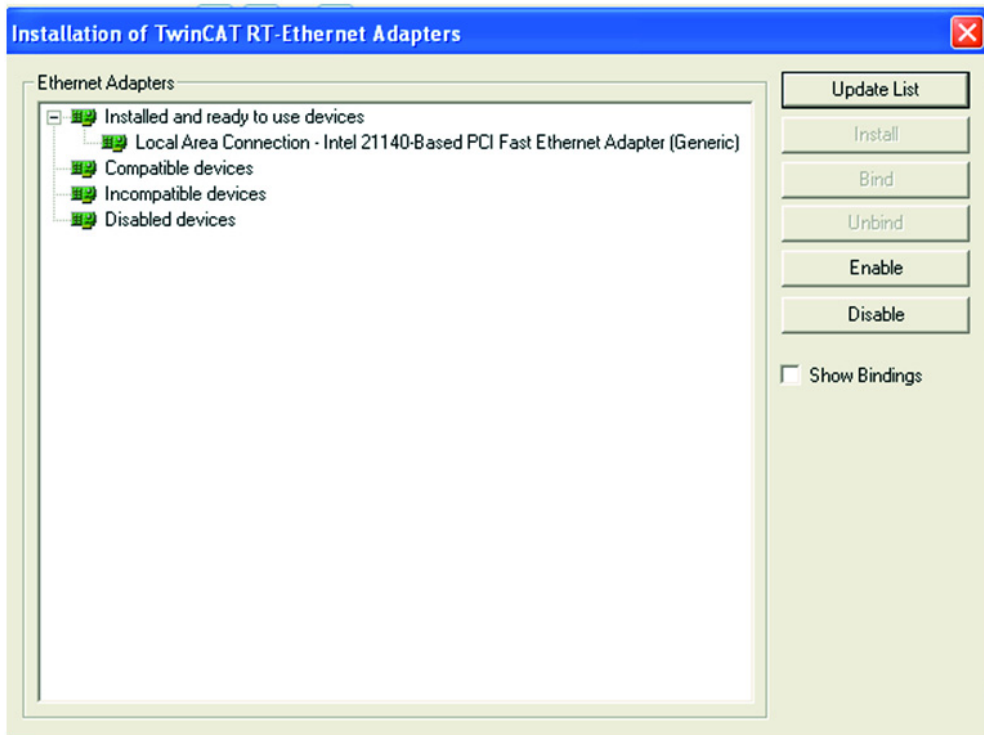 Installation of TwinCAT RT-Ethernet Adapters
Ethernet Adapters
Installed and ready to use devices
Local Area Connection - Intel 21140-Based PCI Fast Ethernet Adapter (Generic)
Compatible devices
Incompatible devices
Disabled devices
Update List
Install
Bind
Unbind
Enable
Disable
Show Bindings